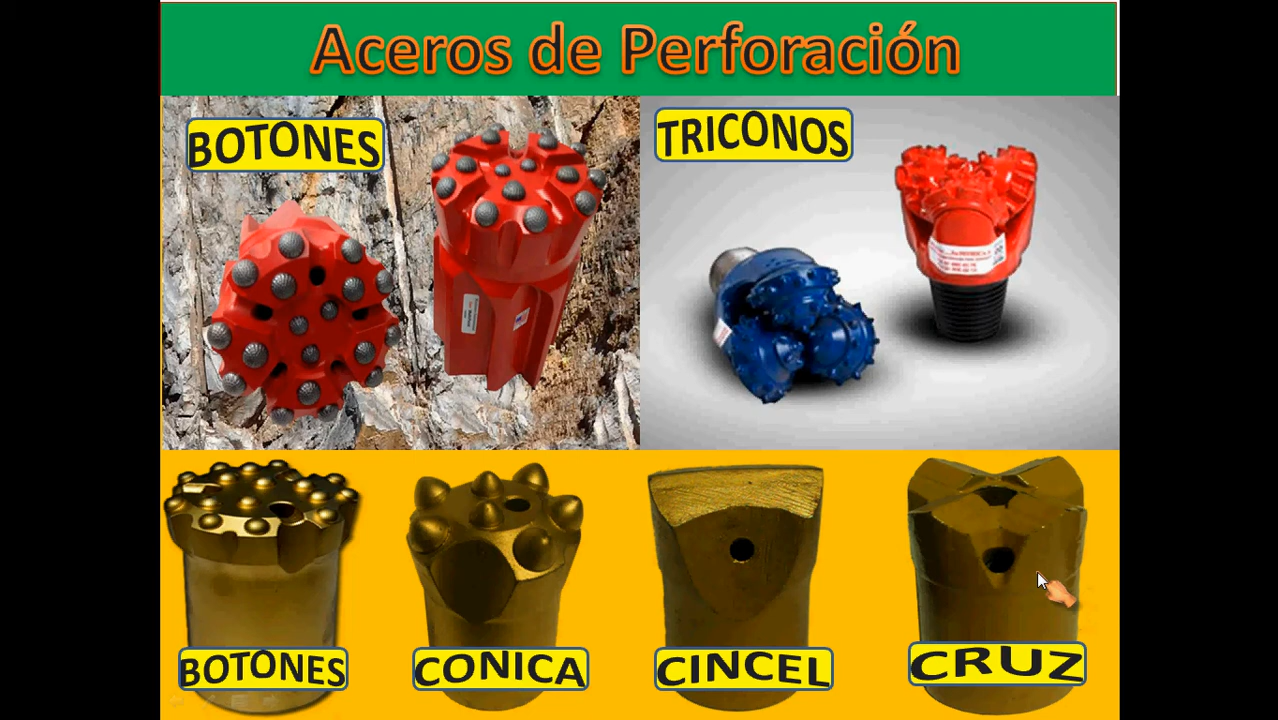 Aceros de Perforación
BOTONES
TRICONOS
BOTONES
CONICA
CINCEL
CRUZ